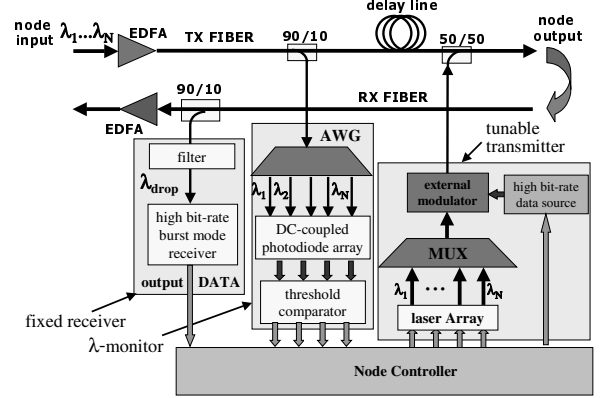 delay line
node
input
λ1...λN
EDFA
TX FIBER
90/10
50/50
node
output
EDFA
90/10
RX FIBER
AWG
tunable
transmitter
filter
λdrop
high bit-rate
burst mode
receiver
output DATA
λ1 λ2 λN
DC-coupled
photodiode array
threshold
comparator
external
modulator
high bit-rate
data source
MUX
λ1 ... λN
laser Array
fixed receiver
λ-monitor
Node Controller